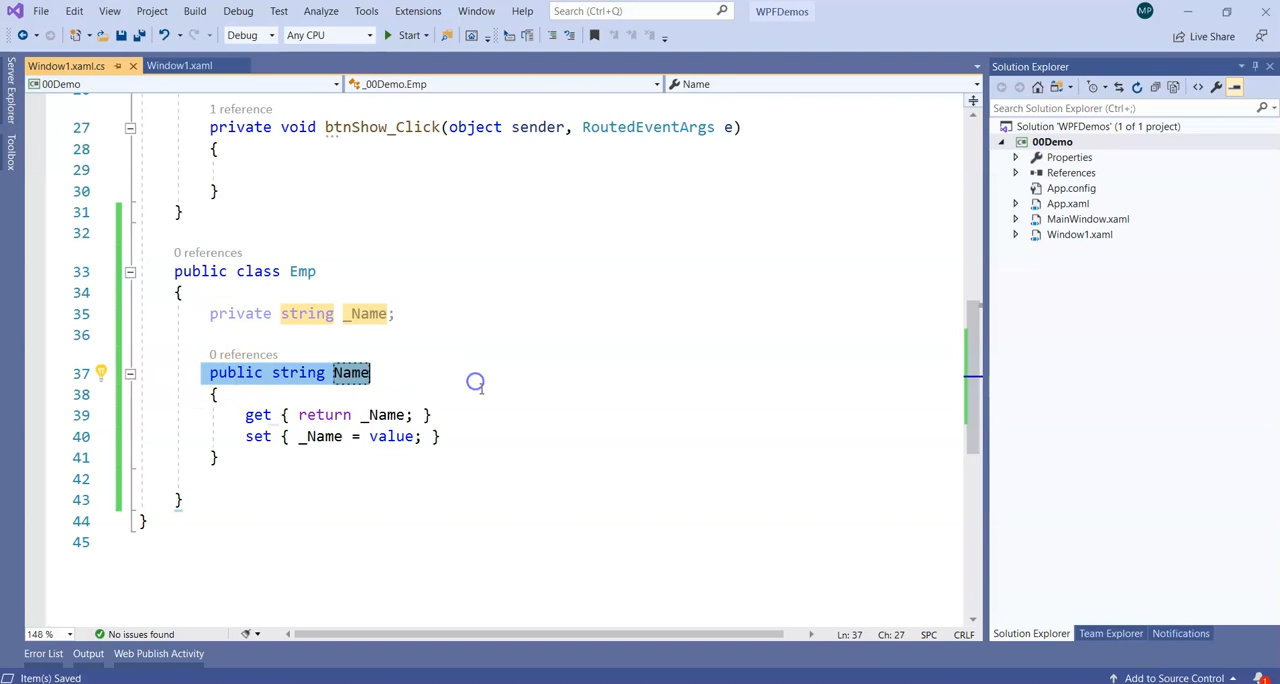 File Edit View Project Build Debug Test Analyze Tools Extensions Window Help Search (Ctrl+Q) WPFDemos MP
Debug Any CPU Start Live Share
Server Explorer
Toolbox
Window1.xaml.cs Window1.xaml
00Demo _00Demo.Emp Name
1 reference
27 private void btnShow_Click(object sender, RoutedEventArgs e)
28 {
29
30 }
31 }
32
0 references
33 public class Emp
34 {
35 private string _Name;
36
0 references
37 public string Name
38 {
39 get { return _Name; }
40 set { _Name = value; }
41 }
42
43 }
44 }
45
148 % No issues found Ln: 37 Ch: 27 SPC CRLF
Solution Explorer
Search Solution Explorer (Ctrl+;)
Solution 'WPFDemos' (1 of 1 project)
00Demo
Properties
References
App.config
App.xaml
MainWindow.xaml
Window1.xaml
Solution Explorer Team Explorer Notifications
Error List Output Web Publish Activity
Item(s) Saved Add to Source Control 1